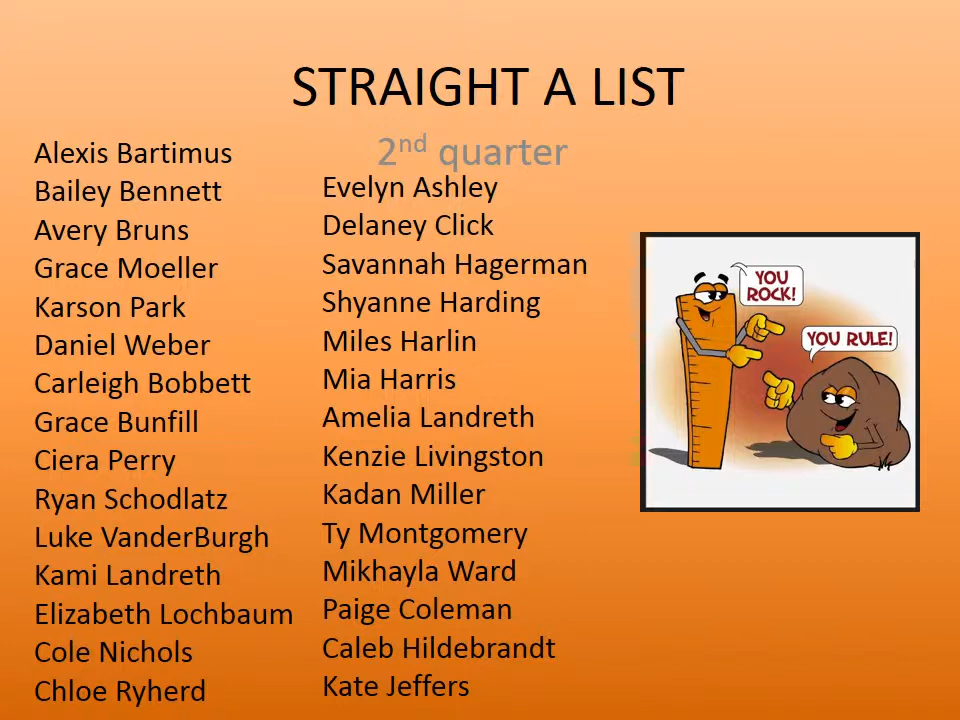 STRAIGHT A LIST
2nd quarter
Alexis Bartimus
Bailey Bennett
Avery Bruns
Grace Moeller
Karson Park
Daniel Weber
Carleigh Bobbett
Grace Bunfill
Ciera Perry
Ryan Schodlatz
Luke VanderBurgh
Kami Landreth
Elizabeth Lochbaum
Cole Nichols
Chloe Ryherd
Evelyn Ashley
Delaney Click
Savannah Hagerman
Shyanne Harding
Miles Harlin
Mia Harris
Amelia Landreth
Kenzie Livingston
Kadan Miller
Ty Montgomery
Mikhayla Ward
Paige Coleman
Caleb Hildebrandt
Kate Jeffers
YOU
ROCK!
YOU RULE!